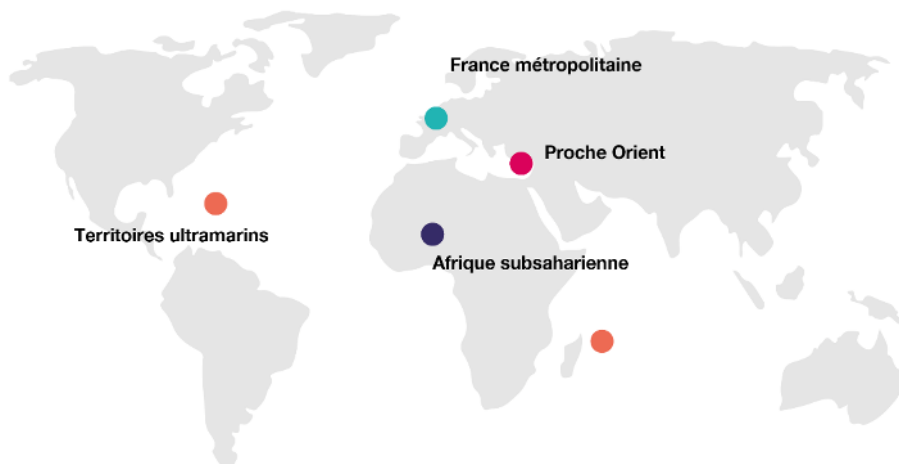 France métropolitaine
Proche Orient
Territoires ultramarins
Afrique subsaharienne